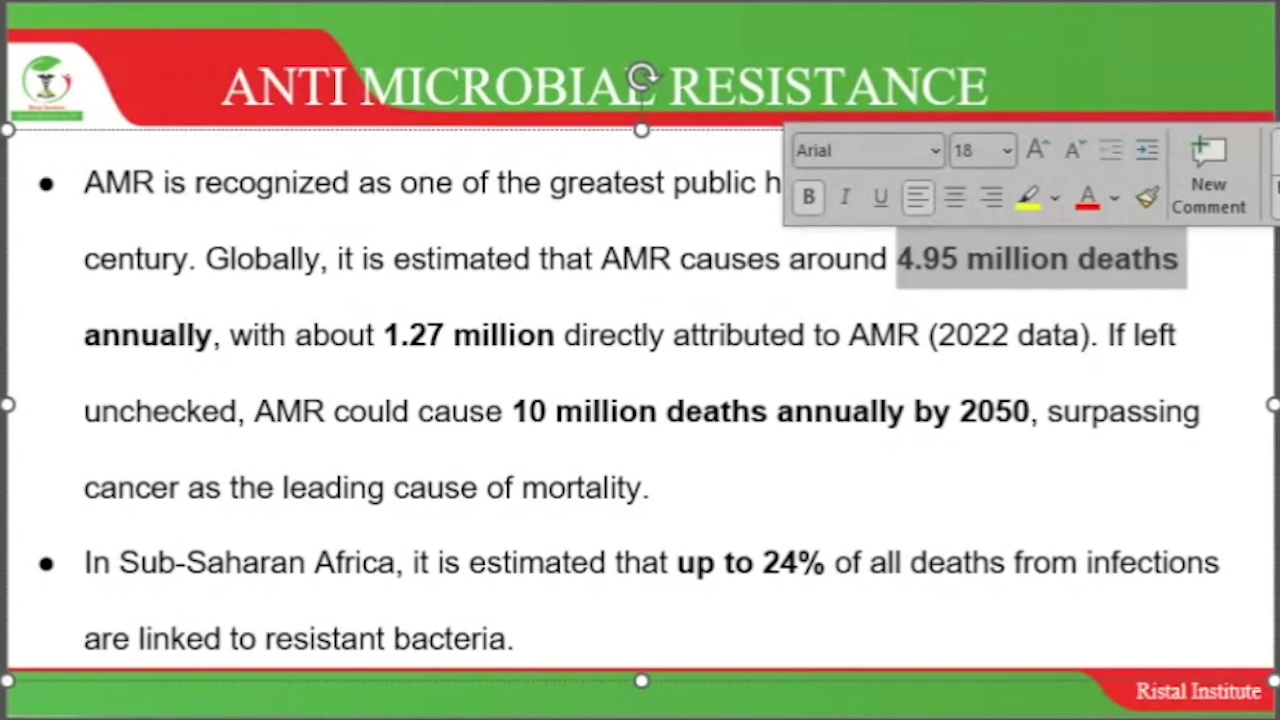 ANTI MICROBIAL RESISTANCE
Ristal Institute
● AMR is recognized as one of the greatest public h
Arial
18
New
Comment
century. Globally, it is estimated that AMR causes around 4.95 million deaths
annually, with about 1.27 million directly attributed to AMR (2022 data). If left
unchecked, AMR could cause 10 million deaths annually by 2050, surpassing
cancer as the leading cause of mortality.
● In Sub-Saharan Africa, it is estimated that up to 24% of all deaths from infections
are linked to resistant bacteria.
Ristal Institute